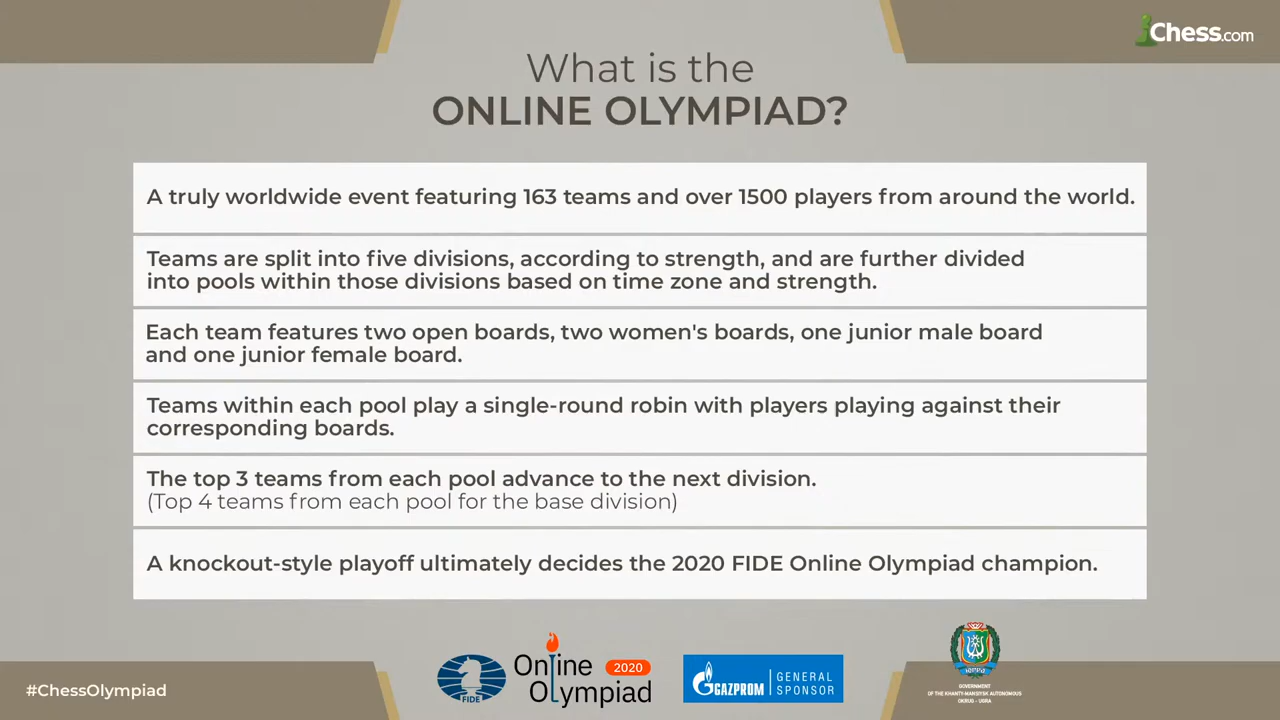 Chess.com
What is the
ONLINE OLYMPIAD?
A truly worldwide event featuring 163 teams and over 1500 players from around the world.
Teams are split into five divisions, according to strength, and are further divided
into pools within those divisions based on time zone and strength.
Each team features two open boards, two women's boards, one junior male board
and one junior female board.
Teams within each pool play a single-round robin with players playing against their
corresponding boards.
The top 3 teams from each pool advance to the next division.
(Top 4 teams from each pool for the base division)
A knockout-style playoff ultimately decides the 2020 FIDE Online Olympiad champion.
#ChessOlympiad
FIDE
Online 2020
Olympiad
GAZPROM
GENERAL
SPONSOR
GOVERNMENT
OF THE KHANTY-MANSIYSK AUTONOMOUS
OKRUG - UGRA